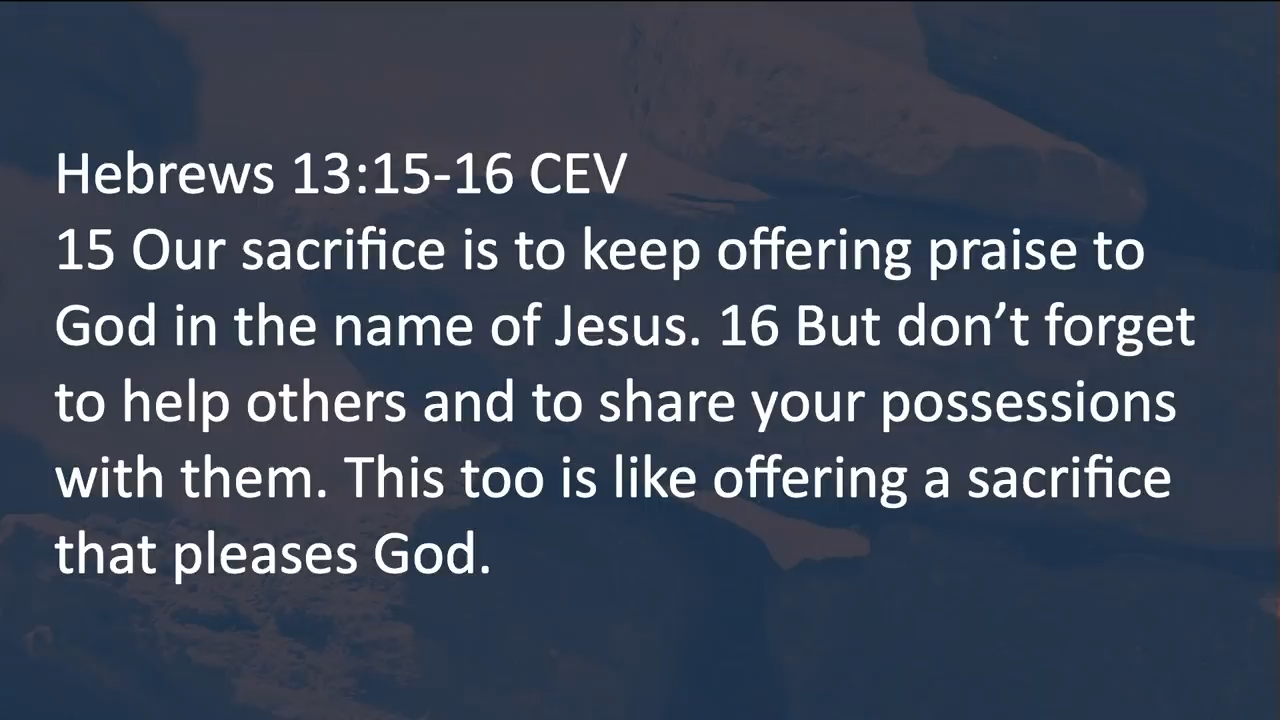 Hebrews 13:15-16 CEV
15 Our sacrifice is to keep offering praise to
God in the name of Jesus. 16 But don’t forget
to help others and to share your possessions
with them. This too is like offering a sacrifice
that pleases God.